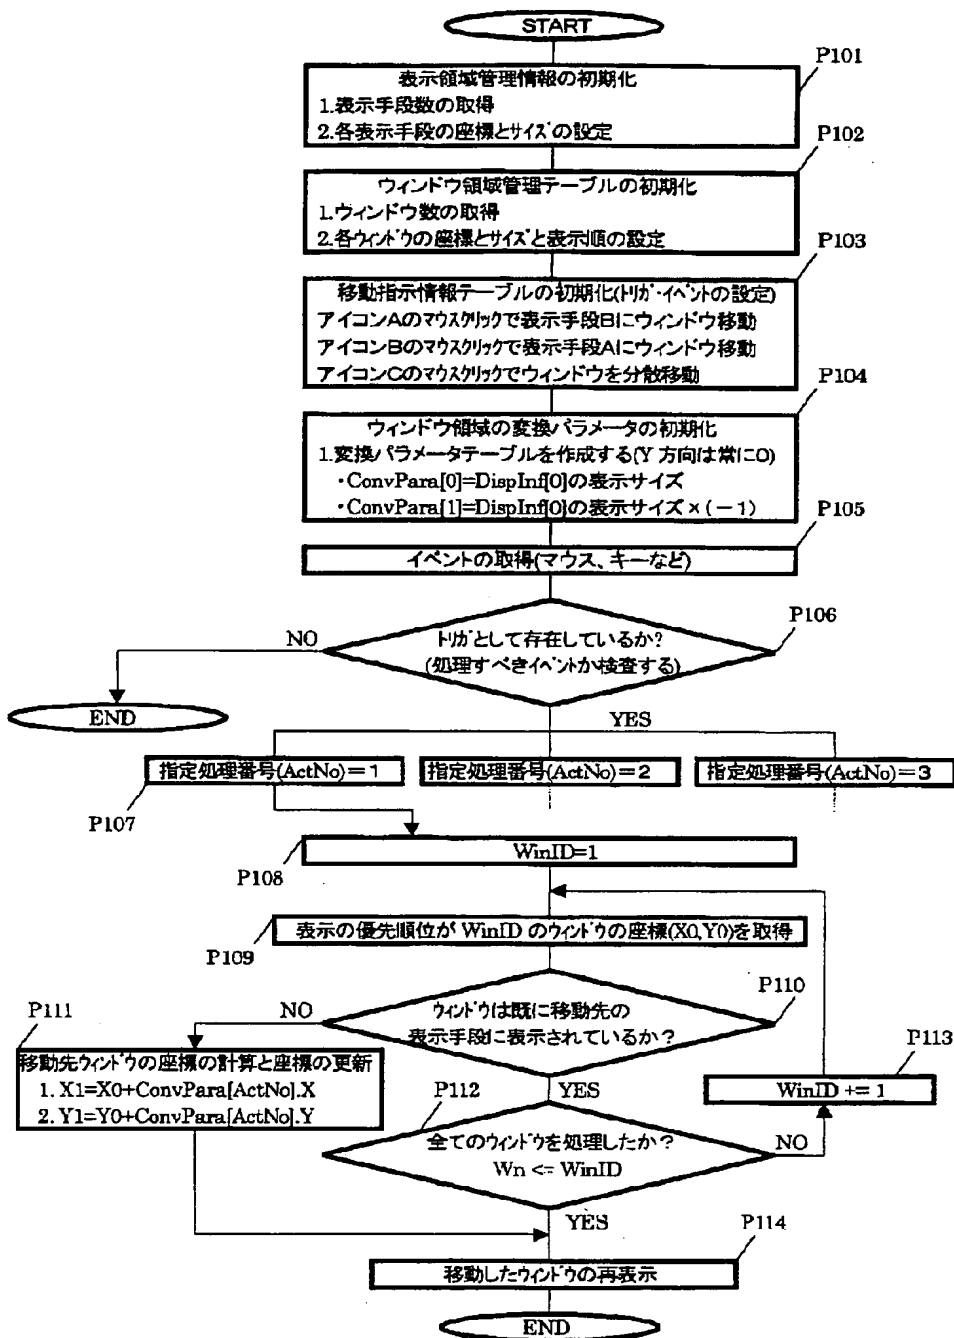 START
P101
表示領域管理情報の初期化
1.表示手段数の取得
2.各表示手段の座標とサイズの設定
P102
ウィンドウ領域管理テーブルの初期化
1.ウィンドウ数の取得
2.各ウィンドウの座標とサイズと表示順の設定
P103
移動指示情報テーブルの初期化(トリガ・イベントの設定)
アイコンAのマウスクリックで表示手段Bにウィンドウ移動
アイコンBのマウスクリックで表示手段Aにウィンドウ移動
アイコンCのマウスクリックでウィンドウを分散移動
P104
ウィンドウ領域の変換パラメータの初期化
1.変換パラメータテーブルを作成する(Y方向は常に0)
・ConvPara[0]=DispInf[0]の表示サイズ
・ConvPara[1]=DispInf[0]の表示サイズ×(－1)
P105
イベントの取得(マウス、キーなど)
P106
トリガとして存在しているか?
(処理すべきイベントか検査する)
NO
END
YES
指定処理番号(ActNo)=1
指定処理番号(ActNo)=2
指定処理番号(ActNo)=3
P107
WinID=1
P108
表示の優先順位が WinID のウィンドウの座標(X0,Y0)を取得
P109
P110
ウィンドウは既に移動先の
表示手段に表示されているか?
NO
P111
移動先ウィンドウの座標の計算と座標の更新
1. X1=X0+ConvPara[ActNo].X
2. Y1=Y0+ConvPara[ActNo].Y
YES
P112
P113
WinID += 1
全てのウィンドウを処理したか?
Wn <= WinID
NO
YES
P114
移動したウィンドウの再表示
END